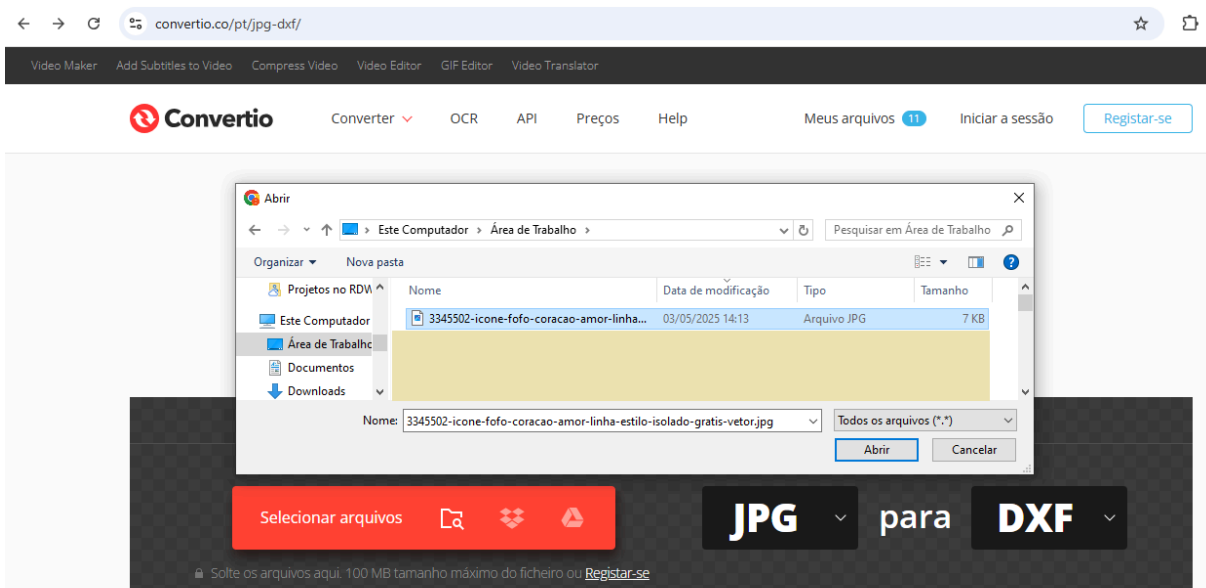 convertio.co/pt/jpg-dxf/
Video Maker Add Subtitles to Video Compress Video Video Editor GIF Editor Video Translator
Convertio Converter OCR API Preços Help Meus arquivos 11 Iniciar a sessão Registar-se
Abrir
Este Computador › Área de Trabalho › Pesquisar em Área de Trabalho
Organizar Nova pasta
Projetos no RDW Nome Data de modificação Tipo Tamanho
Este Computador 3345502-icone-fofo-coracao-amor-linha... 03/05/2025 14:13 Arquivo JPG 7 KB
Área de Trabalho
Documentos
Downloads
Nome: 3345502-icone-fofo-coracao-amor-linha-estilo-isolado-gratis-vetor.jpg Todos os arquivos (*.*)
Abrir Cancelar
Selecionar arquivos JPG para DXF
Solte os arquivos aqui. 100 MB tamanho máximo do ficheiro ou Registar-se